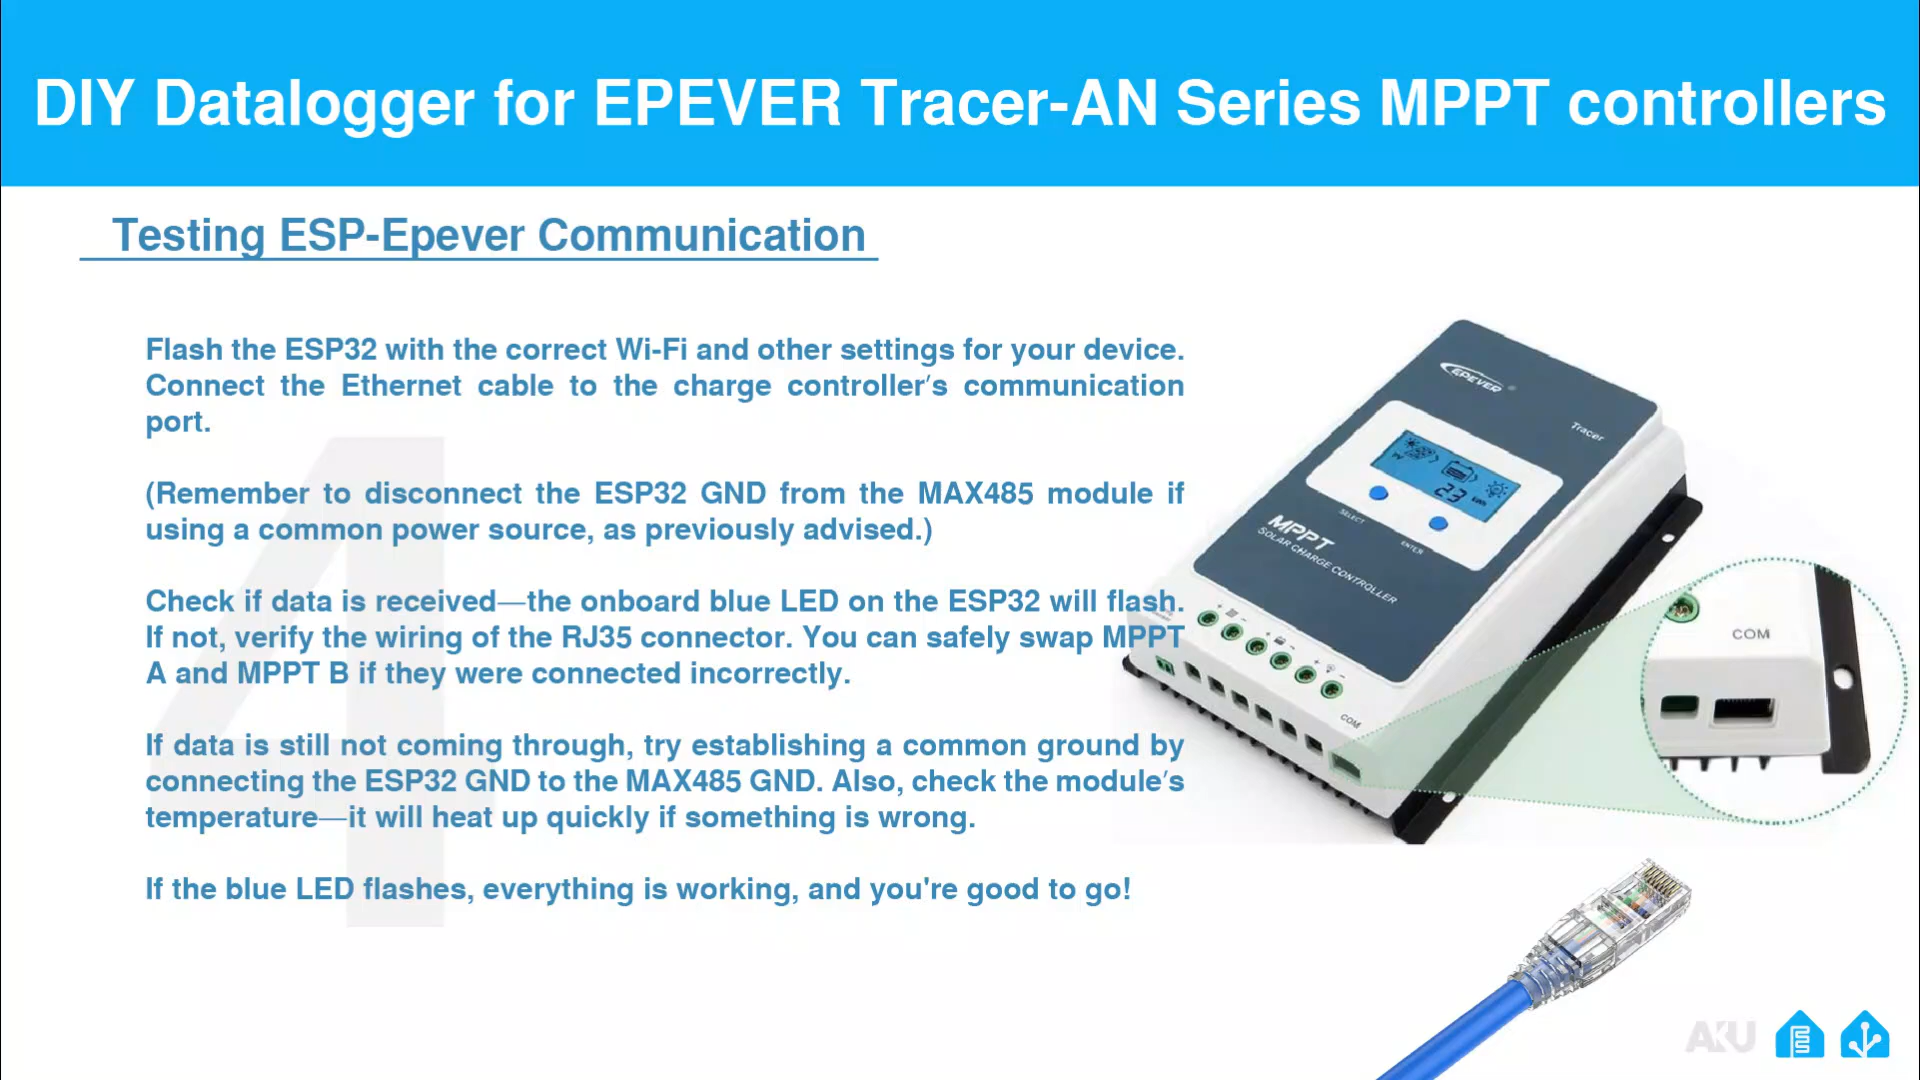 DIY Datalogger for EPEVER Tracer-AN Series MPPT controllers
Testing ESP-Epever Communication
Flash the ESP32 with the correct Wi-Fi and other settings for your device.
Connect the Ethernet cable to the charge controller's communication
port.
(Remember to disconnect the ESP32 GND from the MAX485 module if
using a common power source, as previously advised.)
Check if data is received—the onboard blue LED on the ESP32 will flash.
If not, verify the wiring of the RJ35 connector. You can safely swap MPPT
A and MPPT B if they were connected incorrectly.
If data is still not coming through, try establishing a common ground by
connecting the ESP32 GND to the MAX485 GND. Also, check the module's
temperature—it will heat up quickly if something is wrong.
If the blue LED flashes, everything is working, and you're good to go!
4
EPEVER
Tracer
PV
23 kWh
SELECT
ENTER
MPPT
SOLAR CHARGE CONTROLLER
COM
COM
AKU